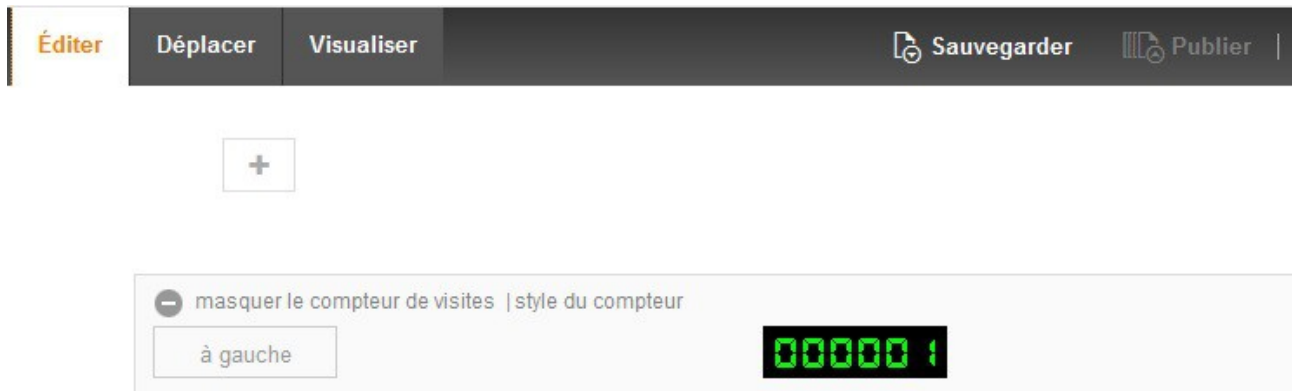 Éditer Déplacer Visualiser Sauvegarder Publier |
+
masquer le compteur de visites | style du compteur
à gauche 000001